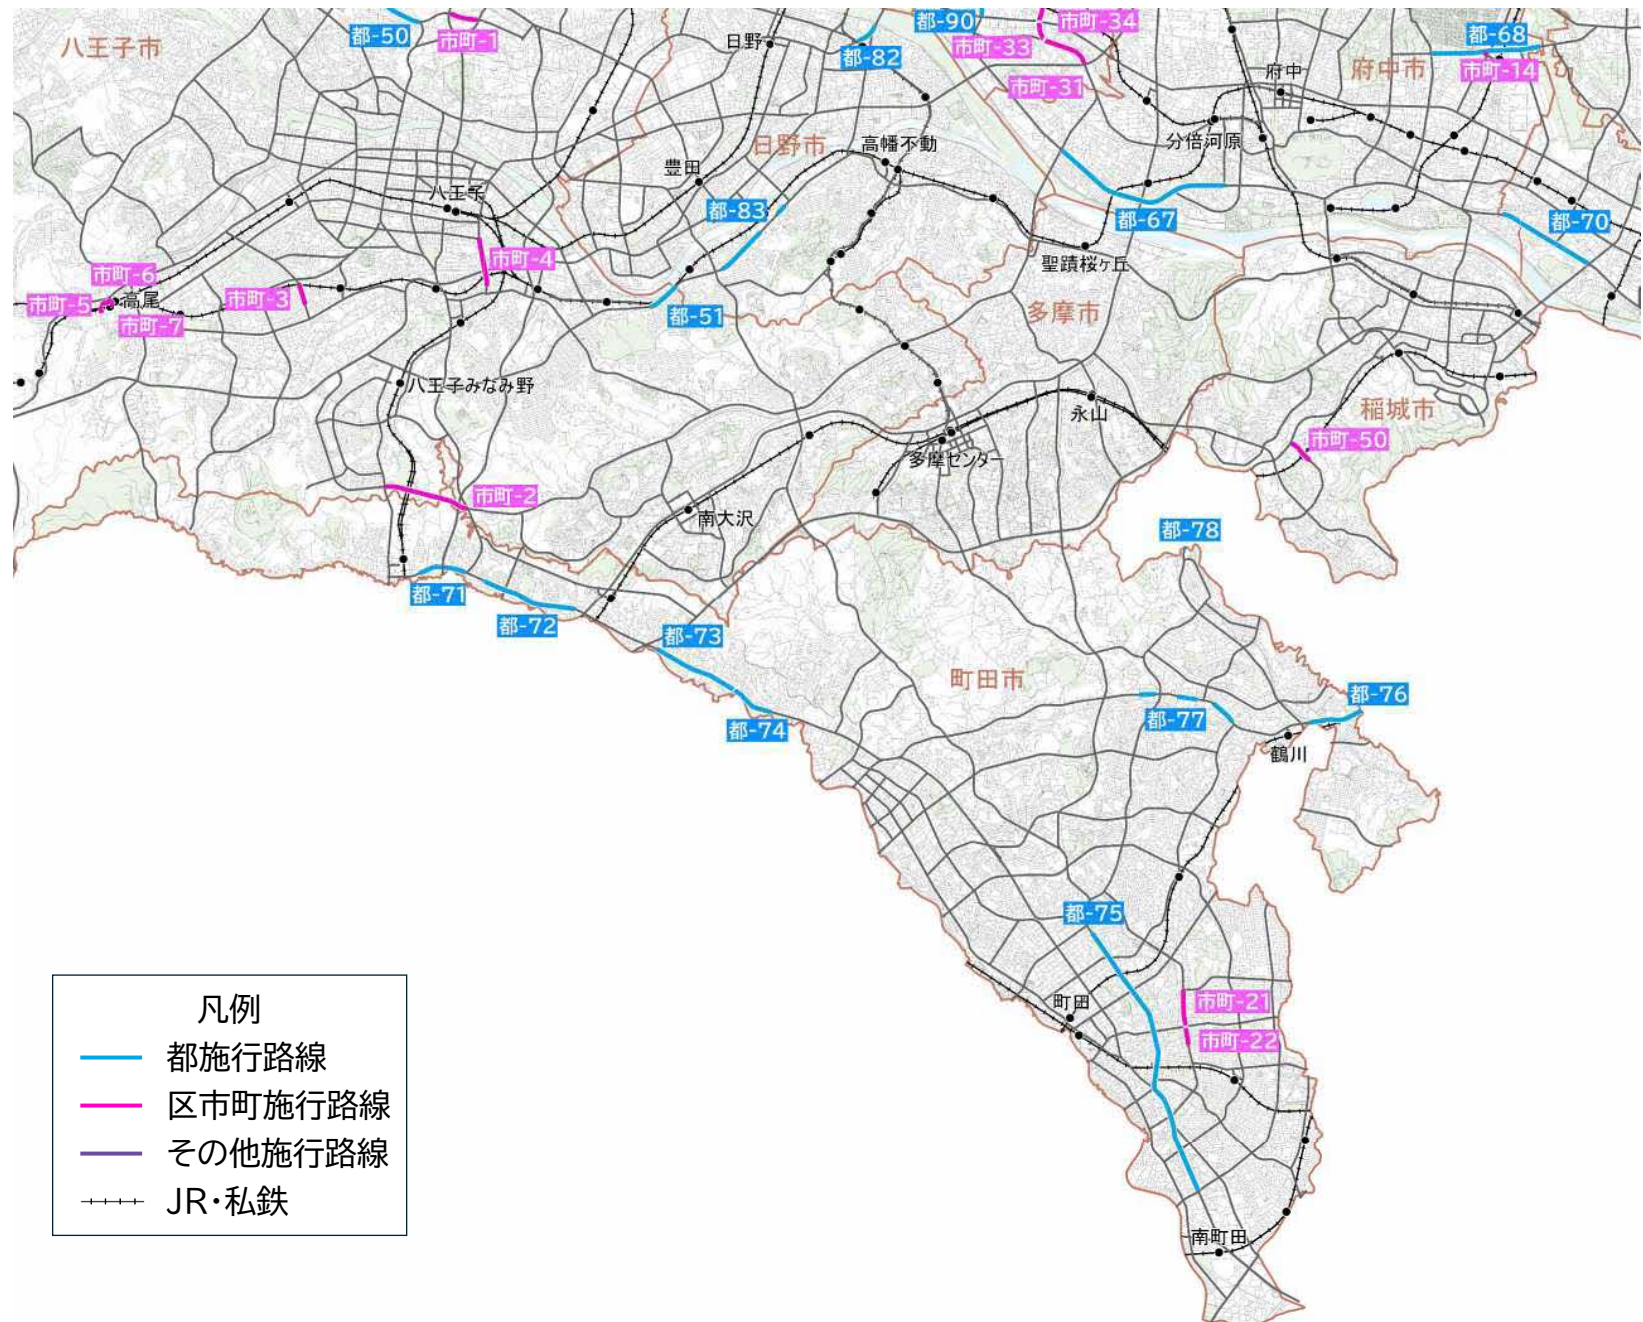 都-50
市町-1
八王子市
日野
都-82
都-90
市町-33
市町-34
市町-31
府中
府中市
都-68
市町-14
日野市
高幡不動
分倍河原
豊田
八王子
都-83
都-67
都-70
市町-4
聖蹟桜ヶ丘
市町-6
市町-5
高尾
市町-7
市町-3
都-51
多摩市
八王子みなみ野
永山
稲城市
市町-50
多摩センター
市町-2
南大沢
都-78
都-71
都-72
都-73
町田市
都-76
都-74
都-77
鶴川
都-75
町田
市町-21
市町-22
南町田
凡例
都施行路線
区市町施行路線
その他施行路線
JR・私鉄